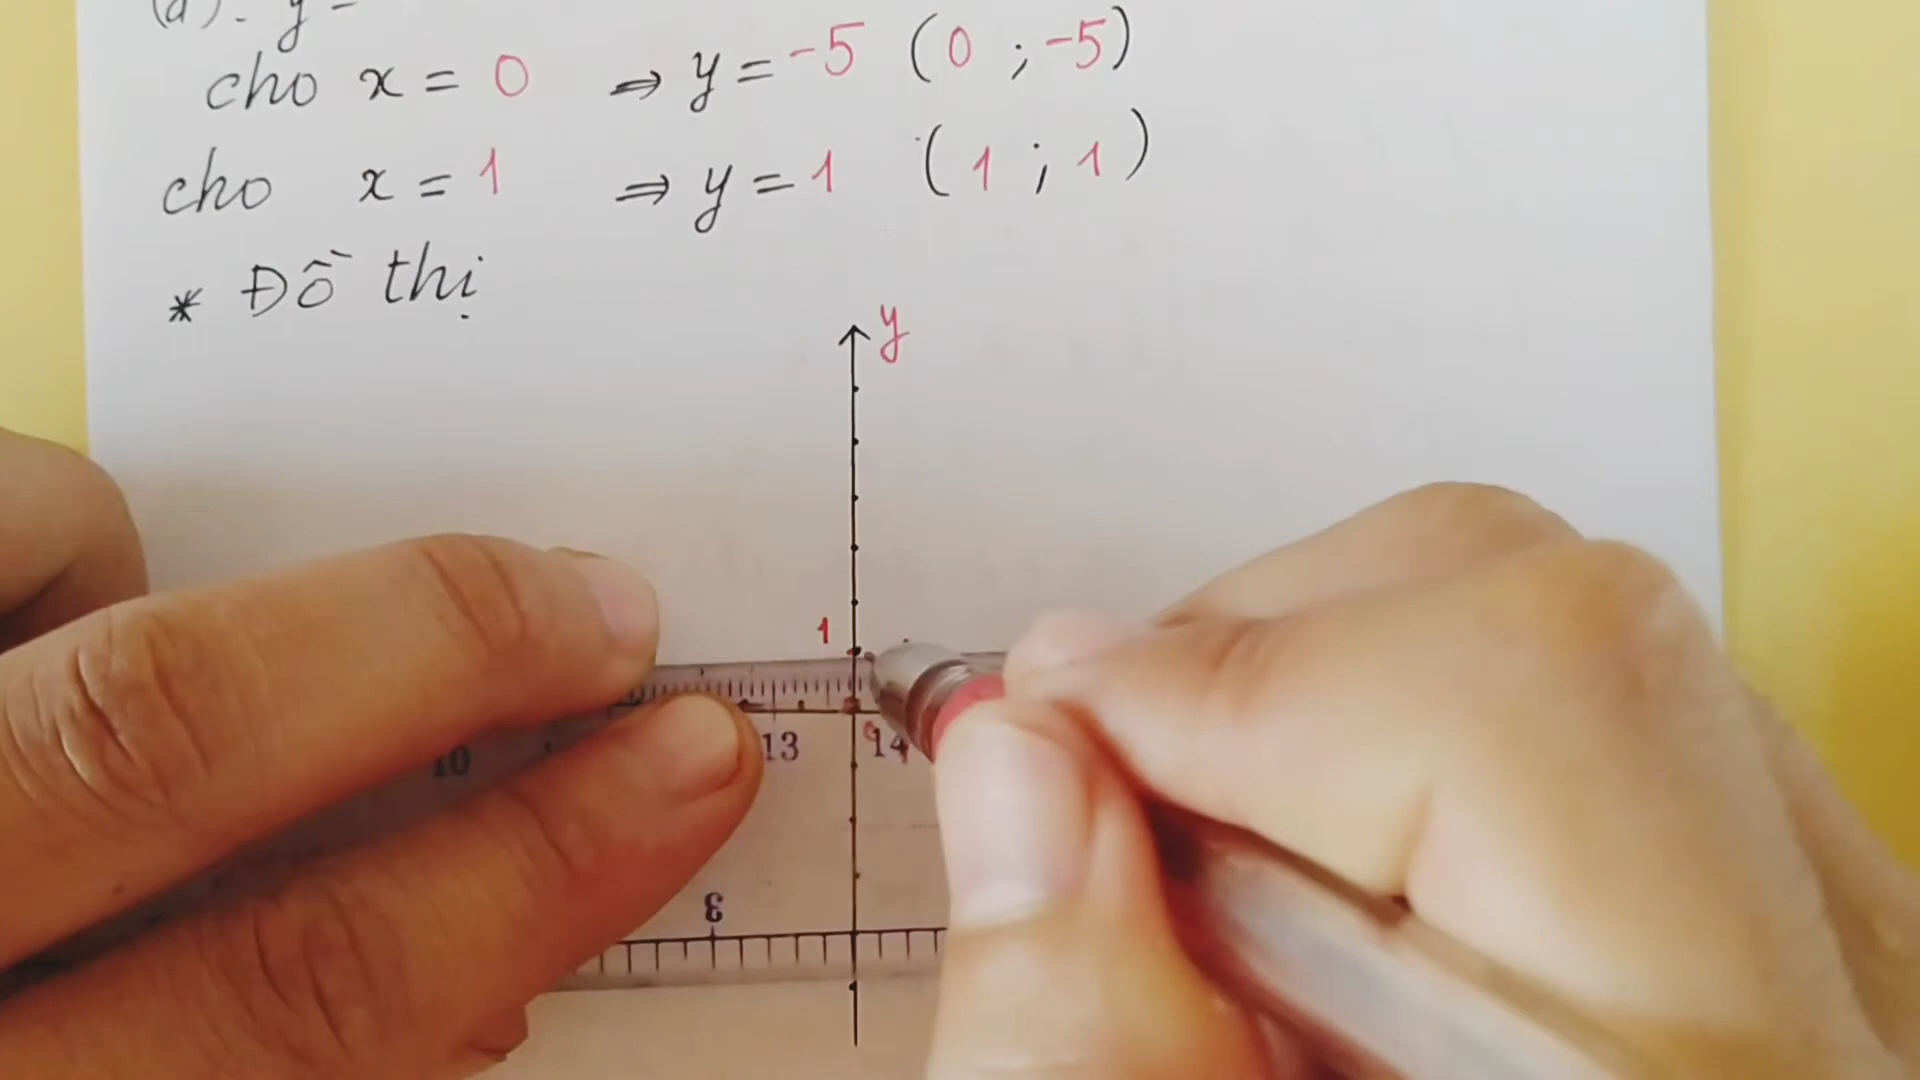 (d). y =
cho x = 0 ⇒ y = -5 (0 ; -5)
cho x = 1 ⇒ y = 1 (1 ; 1)
* Đồ thị
y
1
10 13 14
3